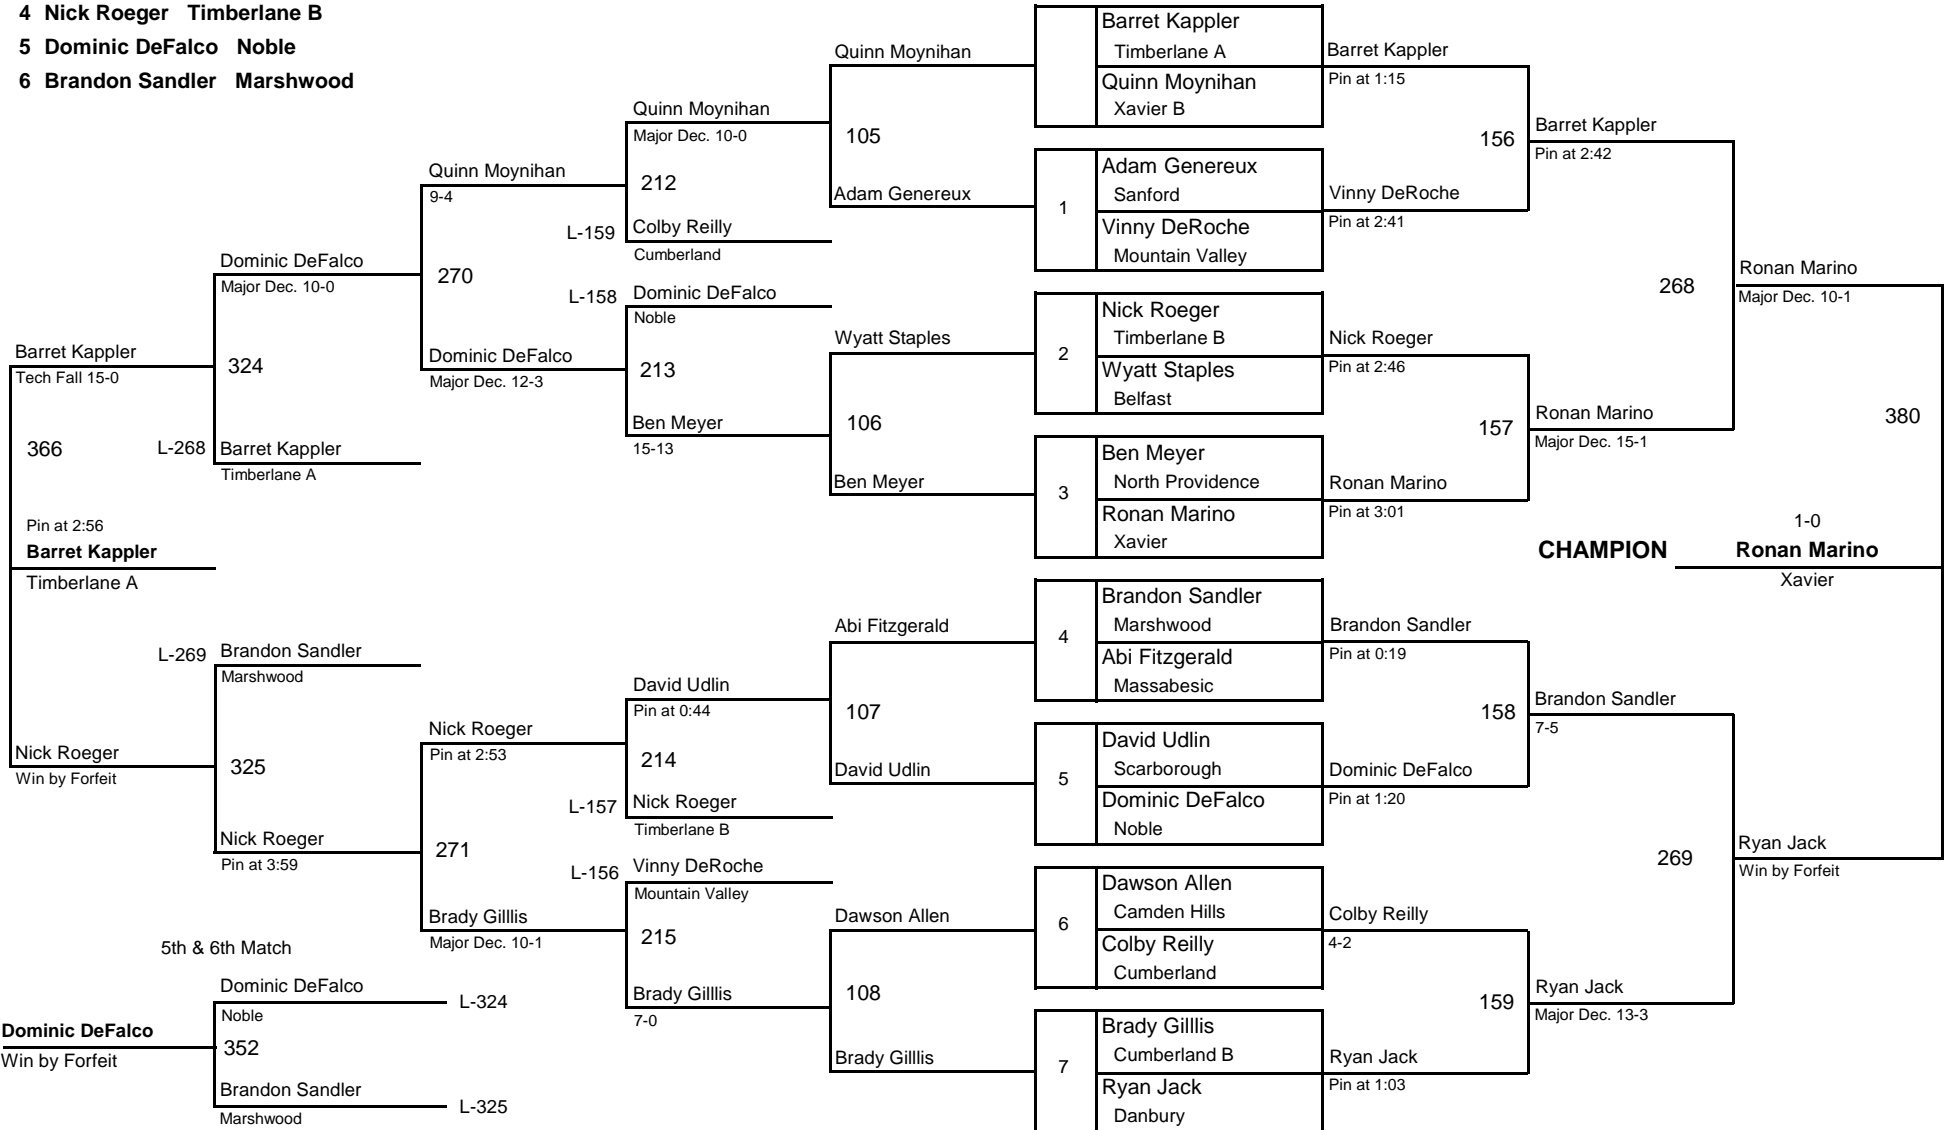 4 Nick Roeger Timberlane B
5 Dominic DeFalco Noble
6 Brandon Sandler Marshwood
Barret Kappler
Tech Fall 15-0
366
Pin at 2:56
Barret Kappler
Timberlane A
Nick Roeger
Win by Forfeit
5th & 6th Match
Dominic DeFalco
Win by Forfeit
Dominic DeFalco
Major Dec. 10-0
324
L-268 Barret Kappler
Timberlane A
L-269 Brandon Sandler
Marshwood
325
Nick Roeger
Pin at 3:59
Dominic DeFalco
L-324
Noble
352
Brandon Sandler
L-325
Marshwood
Quinn Moynihan
9-4
270
Dominic DeFalco
Major Dec. 12-3
Nick Roeger
Pin at 2:53
271
Brady Gilllis
Major Dec. 10-1
Quinn Moynihan
Major Dec. 10-0
212
L-159 Colby Reilly
Cumberland
L-158 Dominic DeFalco
Noble
213
Ben Meyer
15-13
David Udlin
Pin at 0:44
214
L-157 Nick Roeger
Timberlane B
L-156 Vinny DeRoche
Mountain Valley
215
Brady Gilllis
7-0
Quinn Moynihan
105
Adam Genereux
Wyatt Staples
106
Ben Meyer
Abi Fitzgerald
107
David Udlin
Dawson Allen
108
Brady Gilllis
Barret Kappler
Timberlane A
Quinn Moynihan
Xavier B
1
Adam Genereux
Sanford
Vinny DeRoche
Mountain Valley
2
Nick Roeger
Timberlane B
Wyatt Staples
Belfast
3
Ben Meyer
North Providence
Ronan Marino
Xavier
4
Brandon Sandler
Marshwood
Abi Fitzgerald
Massabesic
5
David Udlin
Scarborough
Dominic DeFalco
Noble
6
Dawson Allen
Camden Hills
Colby Reilly
Cumberland
7
Brady Gilllis
Cumberland B
Ryan Jack
Danbury
Barret Kappler
Pin at 1:15
156
Vinny DeRoche
Pin at 2:41
Nick Roeger
Pin at 2:46
157
Ronan Marino
Pin at 3:01
Brandon Sandler
Pin at 0:19
158
Dominic DeFalco
Pin at 1:20
Colby Reilly
4-2
159
Ryan Jack
Pin at 1:03
Barret Kappler
Pin at 2:42
268
Ronan Marino
Major Dec. 15-1
Brandon Sandler
7-5
269
Ryan Jack
Major Dec. 13-3
Ronan Marino
Major Dec. 10-1
380
1-0
CHAMPION Ronan Marino
Xavier
Ryan Jack
Win by Forfeit